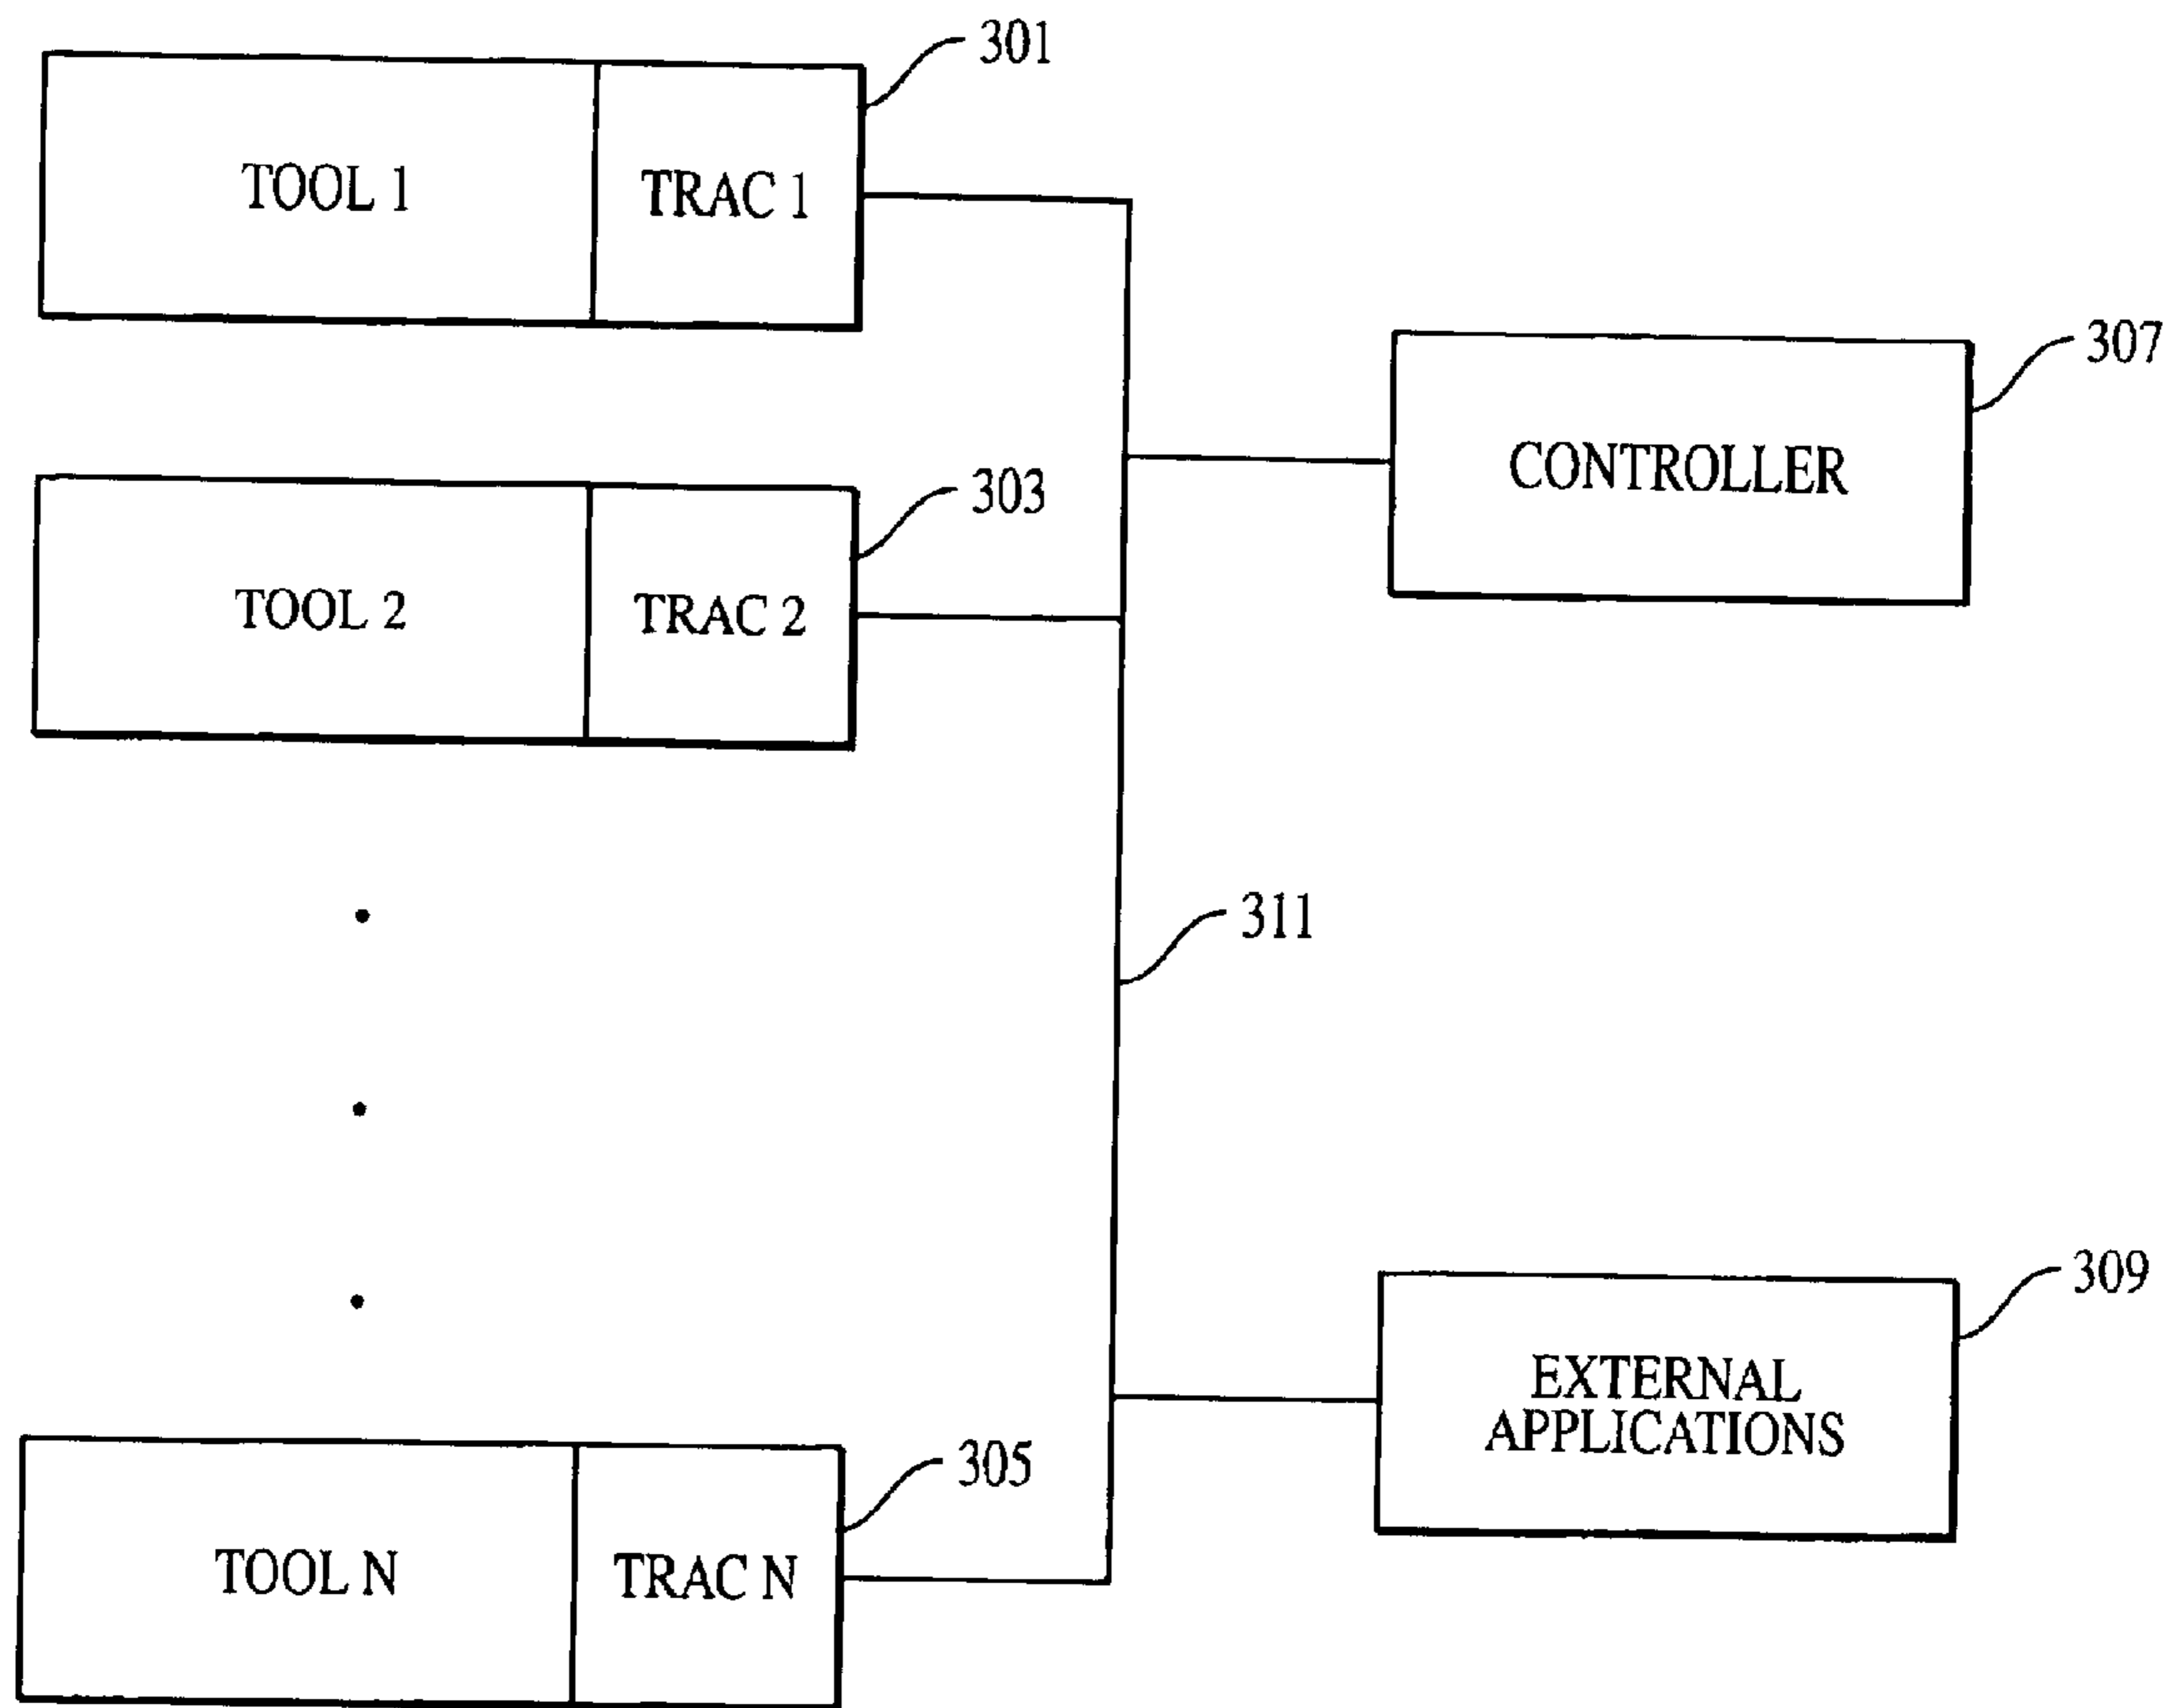 301
TOOL 1
TRAC 1
307
CONTROLLER
303
TOOL 2
TRAC 2
311
309
EXTERNAL
APPLICATIONS
305
TOOL N
TRAC N